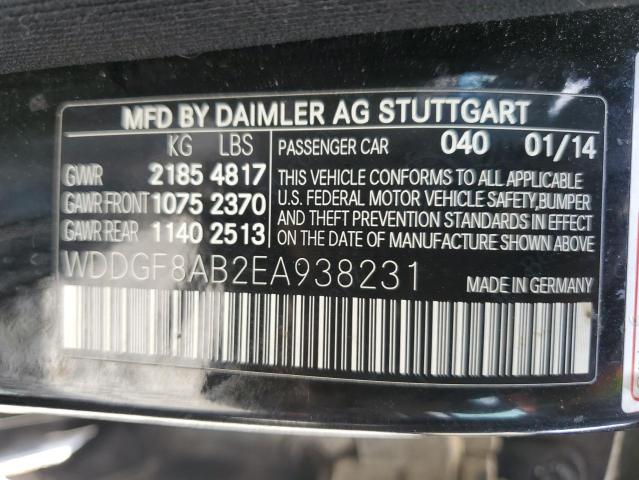 MFD BY DAIMLER AG STUTTGART
KG LBS
GVWR 2185 4817
GAWR FRONT 1075 2370
GAWR REAR 1140 2513
PASSENGER CAR 040 01/14
THIS VEHICLE CONFORMS TO ALL APPLICABLE
U.S. FEDERAL MOTOR VEHICLE SAFETY,BUMPER
AND THEFT PREVENTION STANDARDS IN EFFECT
ON THE DATE OF MANUFACTURE SHOWN ABOVE
WDDGF8AB2EA938231
MADE IN GERMANY